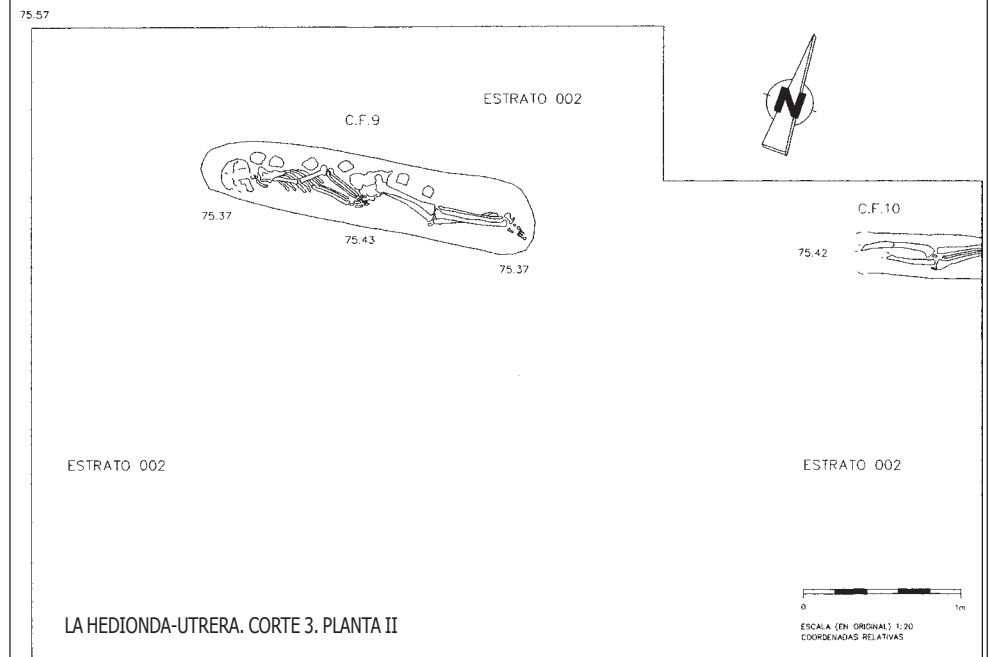 75.57
ESTRATO 002
C.F.9
N
C.F.10
75.37
75.43
75.42
75.37
ESTRATO 002
ESTRATO 002
0 1m
ESCALA (EN ORIGINAL) 1:20
COORDENADAS RELATIVAS
LA HEDIONDA-UTRERA. CORTE 3. PLANTA II